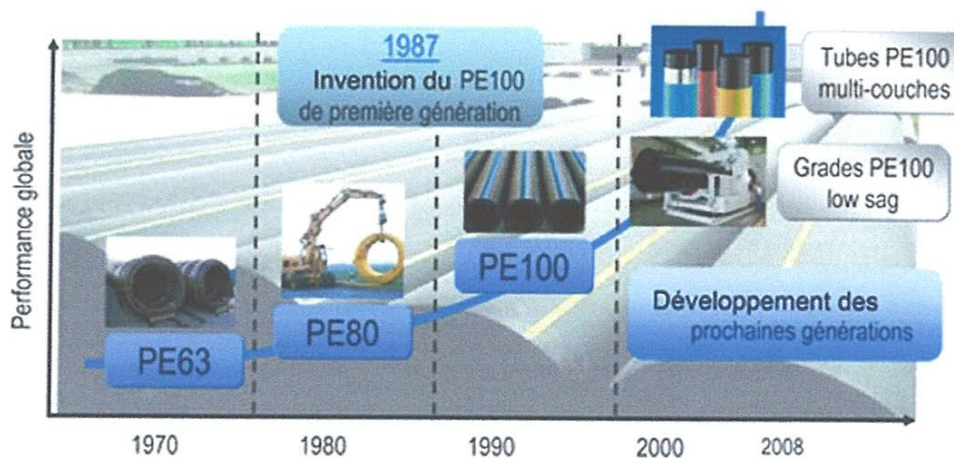 1987
Invention du PE100
de première génération
Tubes PE100
multi-couches
Grades PE100
low sag
Performance globale
PE63
PE80
PE100
Développement des
prochaines générations
1970
1980
1990
2000
2008